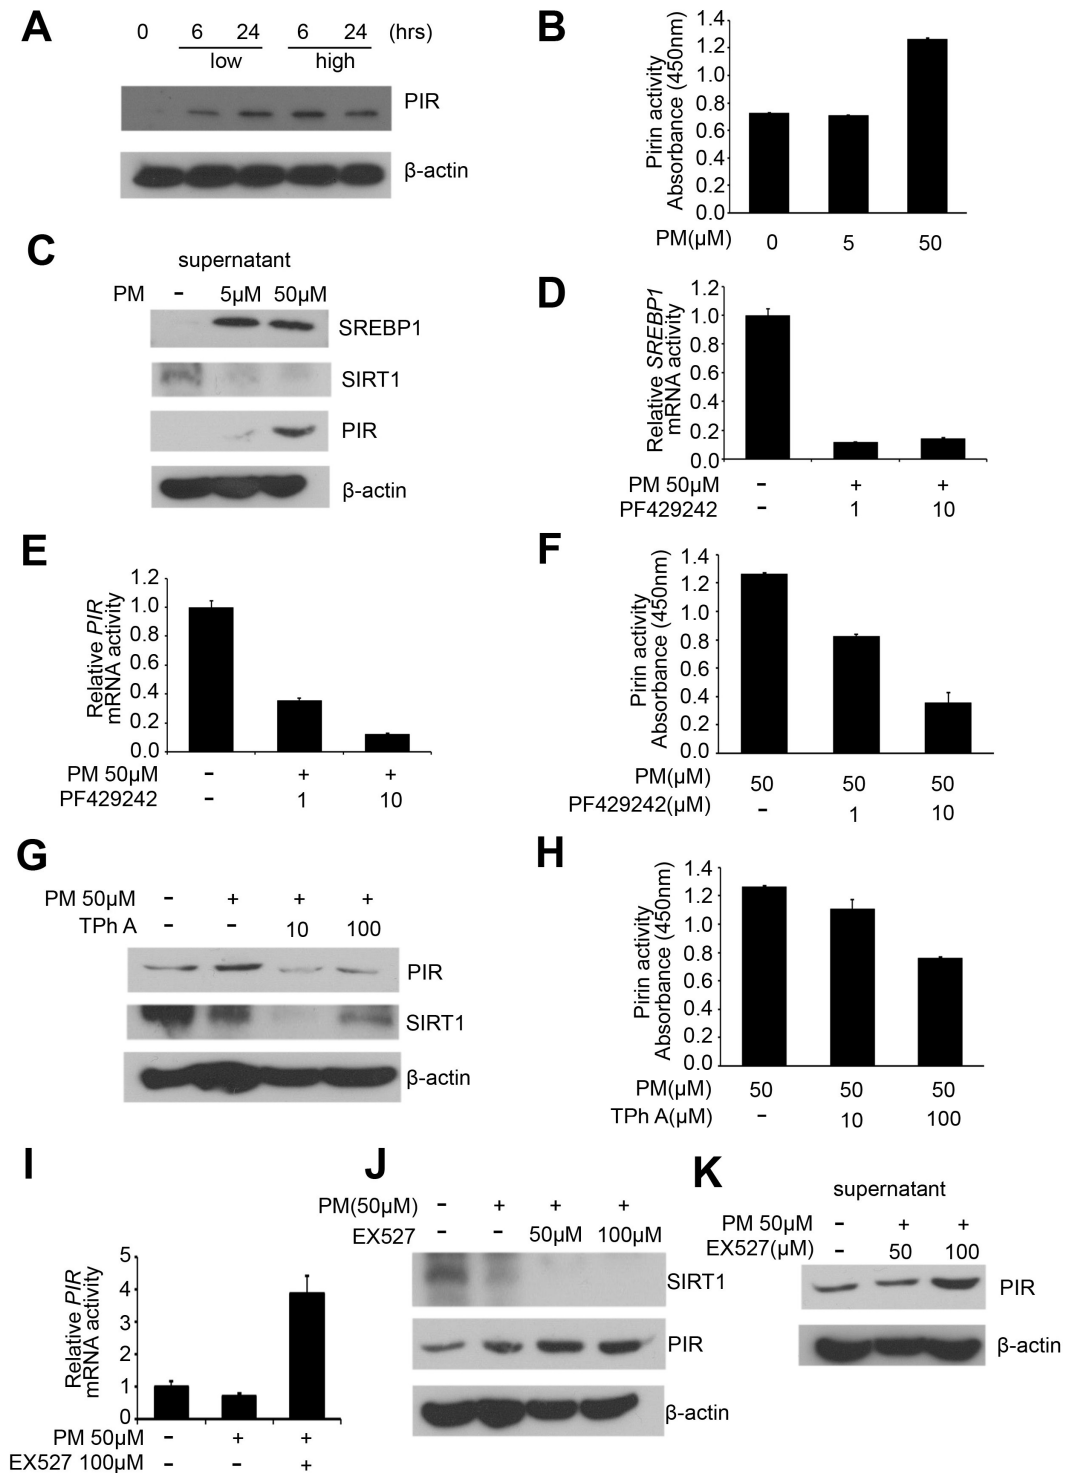 A
0 6 24 6 24 (hrs)
low high
PIR
β-actin
B
Pirin activity
Absorbance (450nm)
1.4
1.2
1.0
0.8
0.6
0.4
0.2
0.0
PM(μM) 0 5 50
C
supernatant
PM - 5μM 50μM
SREBP1
SIRT1
PIR
β-actin
D
Relative SREBP1
mRNA activity
1.2
1.0
0.8
0.6
0.4
0.2
0.0
PM 50μM - + +
PF429242 - 1 10
E
Relative PIR
mRNA activity
1.2
1.0
0.8
0.6
0.4
0.2
0.0
PM 50μM - + +
PF429242 - 1 10
F
Pirin activity
Absorbance (450nm)
1.4
1.2
1.0
0.8
0.6
0.4
0.2
0.0
PM(μM) 50 50 50
PF429242(μM) - 1 10
G
PM 50μM - + + +
TPh A - - 10 100
PIR
SIRT1
β-actin
H
Pirin activity
Absorbance (450nm)
1.4
1.2
1.0
0.8
0.6
0.4
0.2
0.0
PM(μM) 50 50 50
TPh A(μM) - 10 100
I
Relative PIR
mRNA activity
5
4
3
2
1
0
PM 50μM - + +
EX527 100μM - - +
J
PM(50μM) - + + +
EX527 - - 50μM 100μM
SIRT1
PIR
β-actin
K
supernatant
PM 50μM - + +
EX527(μM) - 50 100
PIR
β-actin